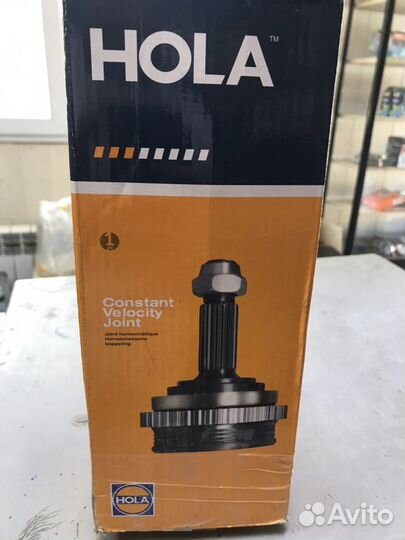 HOLA™
1
Constant
Velocity
Joint
Joint homocinétique
Homokinetische
koppeling
HOLA
Avito